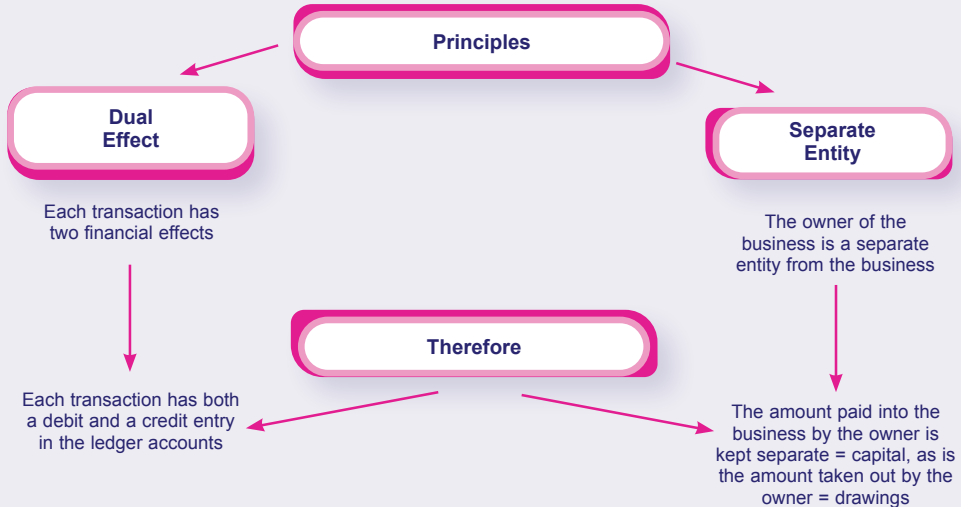 Principles
Dual
Effect
Separate
Entity
Each transaction has
two financial effects
The owner of the
business is a separate
entity from the business
Therefore
Each transaction has both
a debit and a credit entry
in the ledger accounts
The amount paid into the
business by the owner is
kept separate = capital, as is
the amount taken out by the
owner = drawings